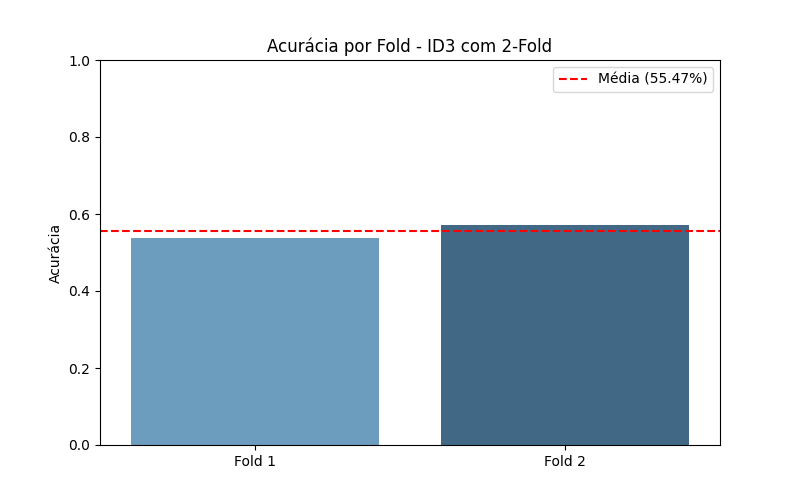 Acurácia por Fold - ID3 com 2-Fold
Média (55.47%)
1.0
0.8
0.6
0.4
0.2
0.0
Acurácia
Fold 1
Fold 2